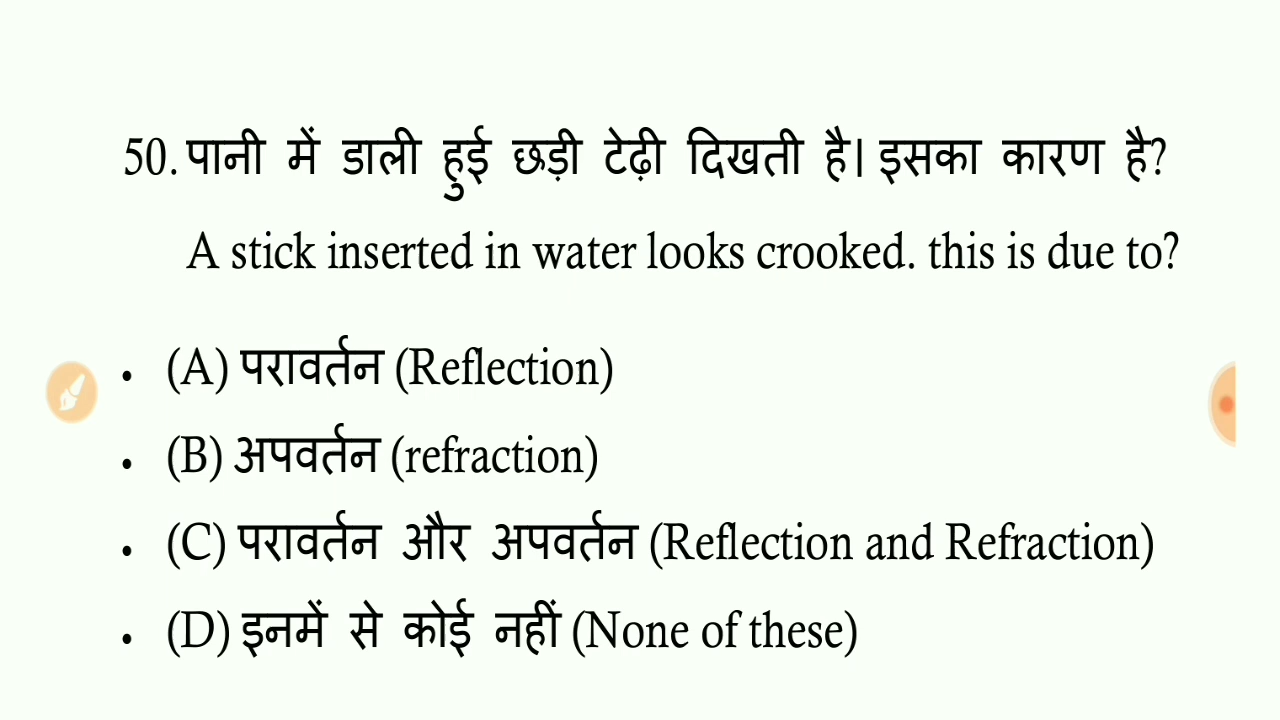 50. पानी में डाली हुई छड़ी टेढ़ी दिखती है। इसका कारण है?
A stick inserted in water looks crooked. this is due to?
• (A) परावर्तन (Reflection)
• (B) अपवर्तन (refraction)
• (C) परावर्तन और अपवर्तन (Reflection and Refraction)
• (D) इनमें से कोई नहीं (None of these)